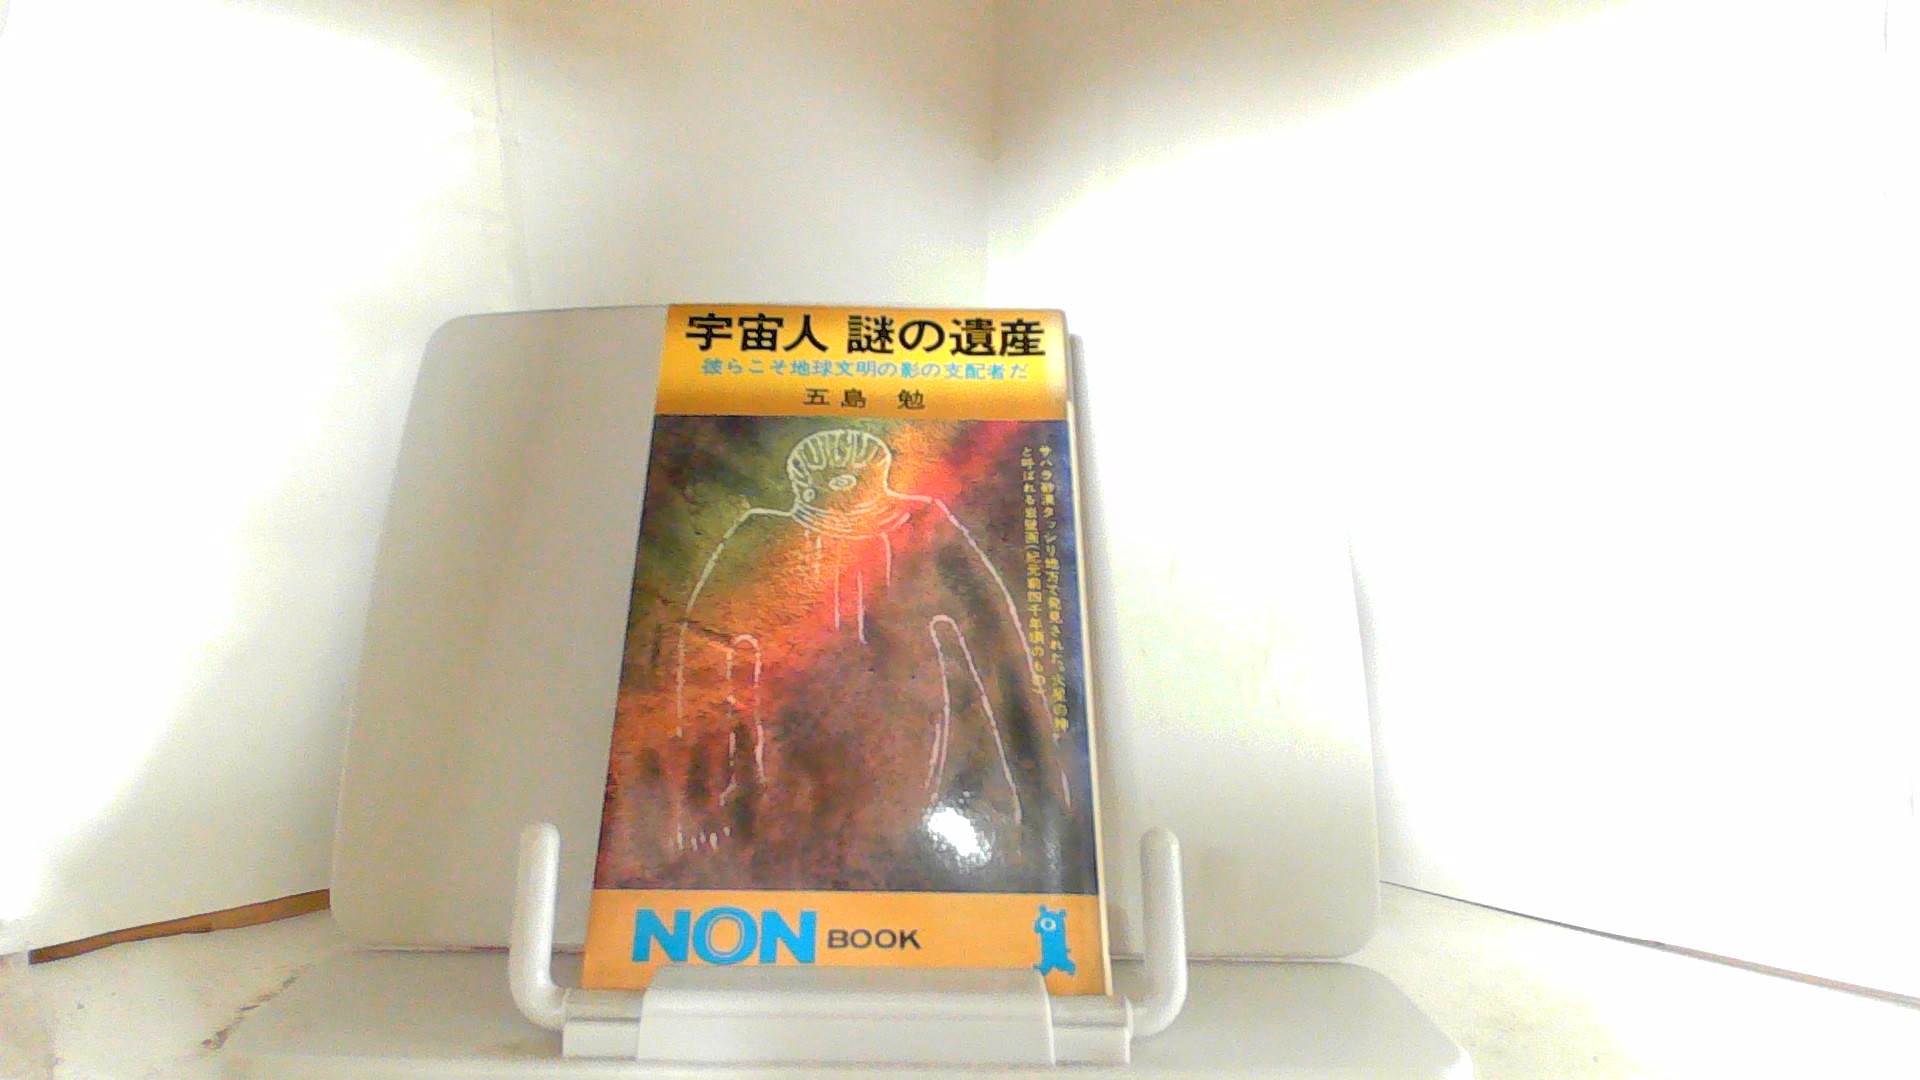 宇宙人 謎の遺産
彼らこそ地球文明の影の支配者だ
五島 勉
サハラ砂漠タッシリ地方で発見された〝火星の神〟
と呼ばれる岩壁画(紀元前四千年頃のもの)
NON BOOK